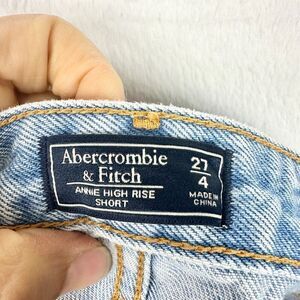 Abercrombie
& Fitch
ANNIE HIGH RISE
SHORT
27
4
MADE IN
CHINA